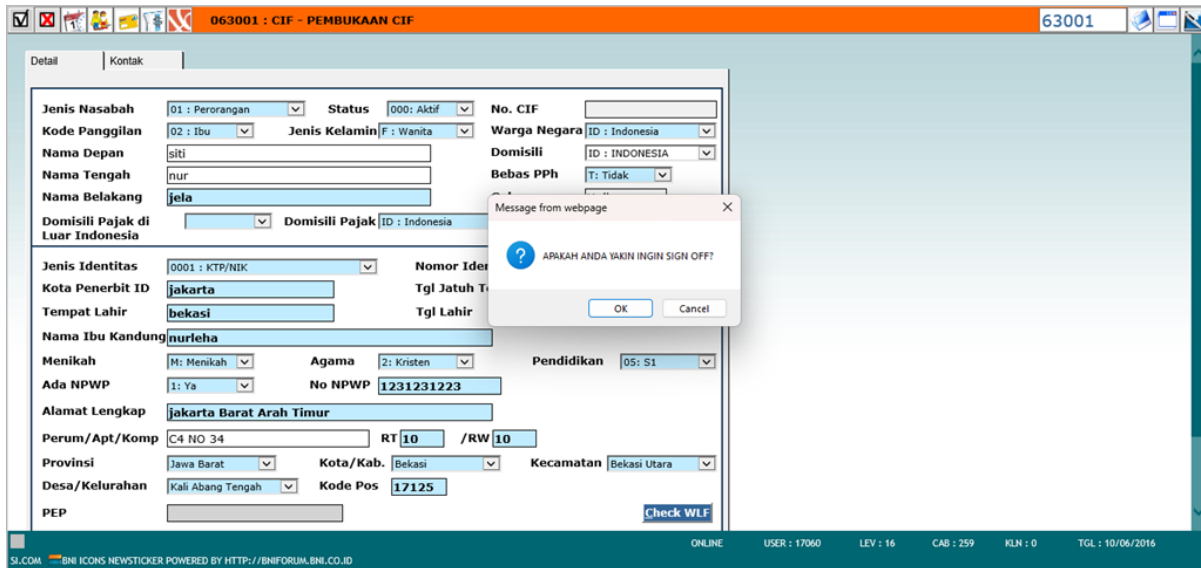 063001 : CIF - PEMBUKAAN CIF 63001
Detail Kontak
Jenis Nasabah 01 : Perorangan Status 000: Aktif No. CIF
Kode Panggilan 02 : Ibu Jenis Kelamin F : Wanita Warga Negara ID : Indonesia
Nama Depan siti Domisili ID : INDONESIA
Nama Tengah nur Bebas PPh T: Tidak
Nama Belakang jela
Domisili Pajak di Luar Indonesia Domisili Pajak ID : Indonesia
Message from webpage
APAKAH ANDA YAKIN INGIN SIGN OFF?
OK Cancel
Jenis Identitas 0001 : KTP/NIK Nomor Iden
Kota Penerbit ID jakarta Tgl Jatuh T
Tempat Lahir bekasi Tgl Lahir
Nama Ibu Kandung nurleha
Menikah M: Menikah Agama 2: Kristen Pendidikan 05: S1
Ada NPWP 1: Ya No NPWP 1231231223
Alamat Lengkap jakarta Barat Arah Timur
Perum/Apt/Komp C4 NO 34 RT 10 /RW 10
Provinsi Jawa Barat Kota/Kab. Bekasi Kecamatan Bekasi Utara
Desa/Kelurahan Kali Abang Tengah Kode Pos 17125
PEP Check WLF
ONLINE USER : 17060 LEV : 16 CAB : 259 KLN : 0 TGL : 10/06/2016
SI.COM BNI ICONS NEWSTICKER POWERED BY HTTP://BNIFORUM.BNI.CO.ID